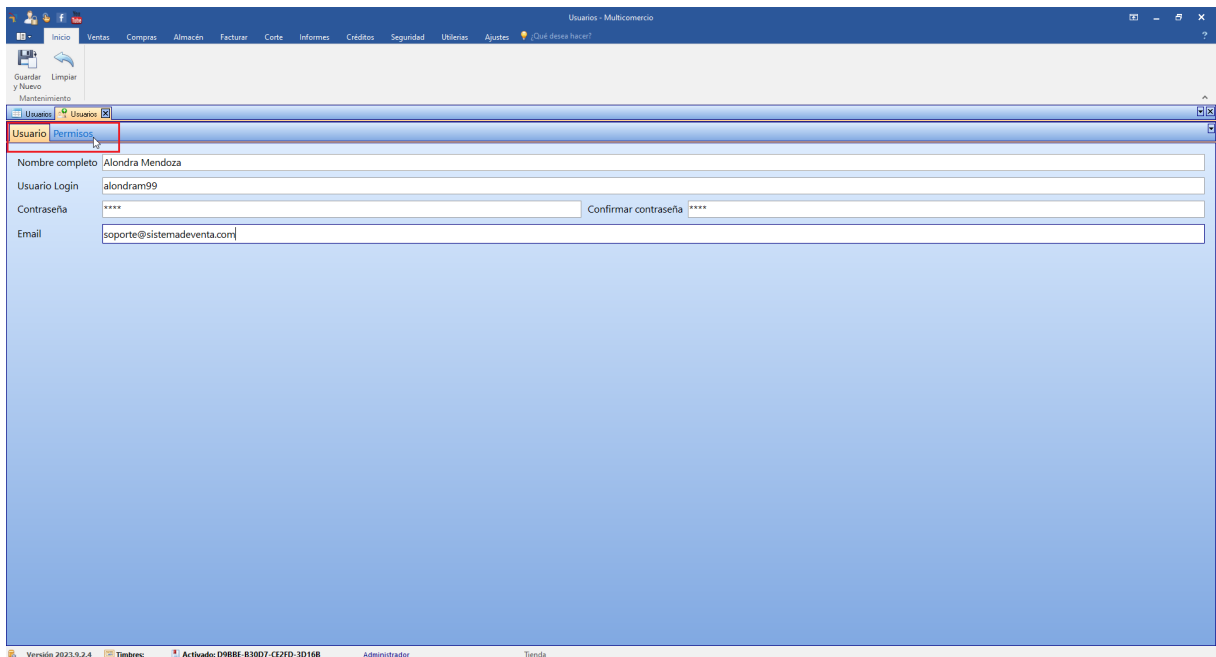 Usuarios - Multicomercio
Inicio Ventas Compras Almacén Facturar Corte Informes Créditos Seguridad Utilerias Ajustes ¿Qué desea hacer?
Guardar y Nuevo Limpiar
Mantenimiento
Usuarios Usuarios
Usuario Permisos
Nombre completo Alondra Mendoza
Usuario Login alondram99
Contraseña **** Confirmar contraseña ****
Email soporte@sistemadeventa.com
Versión 2023.9.2.4 Timbres: Activado: D9BBE-B30D7-CE2FD-3D16B Administrador Tienda